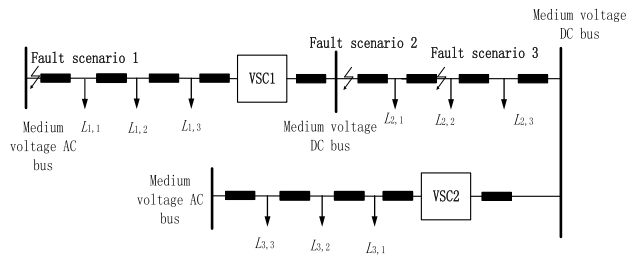 Medium voltage
DC bus
Fault scenario 1
Fault scenario 2
Fault scenario 3
VSC1
L1,1
L1,2
L1,3
L2,1
L2,2
L2,3
Medium
voltage AC
bus
Medium voltage
DC bus
Medium
voltage AC
bus
VSC2
L3,3
L3,2
L3,1